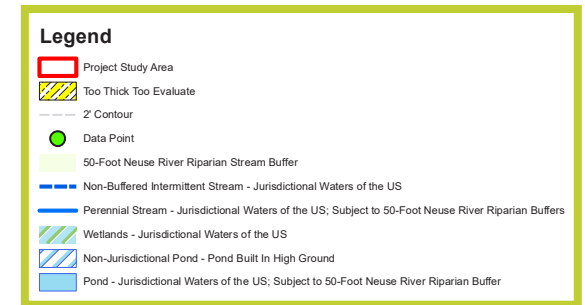 Legend
Project Study Area
Too Thick Too Evaluate
2' Contour
Data Point
50-Foot Neuse River Riparian Stream Buffer
Non-Buffered Intermittent Stream - Jurisdictional Waters of the US
Perennial Stream - Jurisdictional Waters of the US; Subject to 50-Foot Neuse River Riparian Buffers
Wetlands - Jurisdictional Waters of the US
Non-Jurisdictional Pond - Pond Built In High Ground
Pond - Jurisdictional Waters of the US; Subject to 50-Foot Neuse River Riparian Buffer